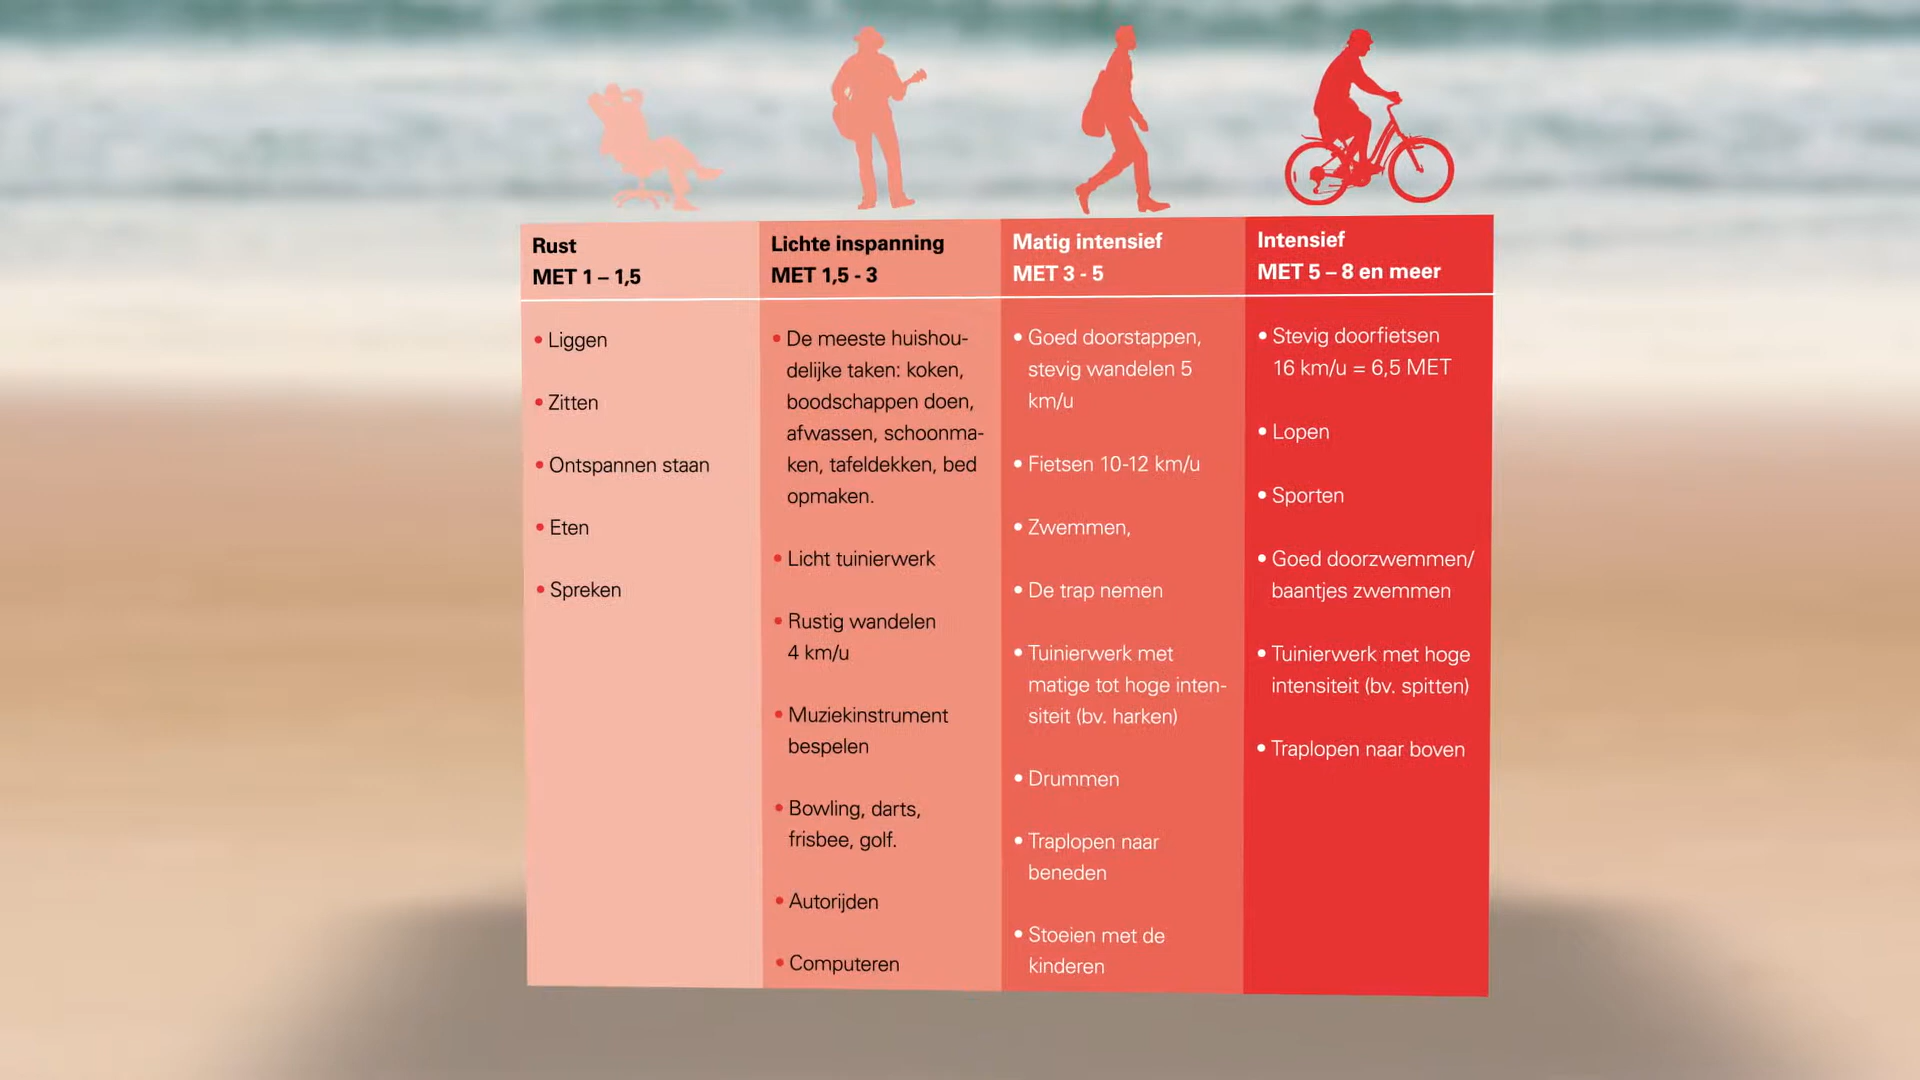 Rust
MET 1 – 1,5
• Liggen
• Zitten
• Ontspannen staan
• Eten
• Spreken
Lichte inspanning
MET 1,5 - 3
• De meeste huishou-
delijke taken: koken,
boodschappen doen,
afwassen, schoonma-
ken, tafeldekken, bed
opmaken.
• Licht tuinierwerk
• Rustig wandelen
4 km/u
• Muziekinstrument
bespelen
• Bowling, darts,
frisbee, golf.
• Autorijden
• Computeren
Matig intensief
MET 3 - 5
• Goed doorstappen,
stevig wandelen 5
km/u
• Fietsen 10-12 km/u
• Zwemmen,
• De trap nemen
• Tuinierwerk met
matige tot hoge inten-
siteit (bv. harken)
• Drummen
• Traplopen naar
beneden
• Stoeien met de
kinderen
Intensief
MET 5 – 8 en meer
• Stevig doorfietsen
16 km/u = 6,5 MET
• Lopen
• Sporten
• Goed doorzwemmen/
baantjes zwemmen
• Tuinierwerk met hoge
intensiteit (bv. spitten)
• Traplopen naar boven